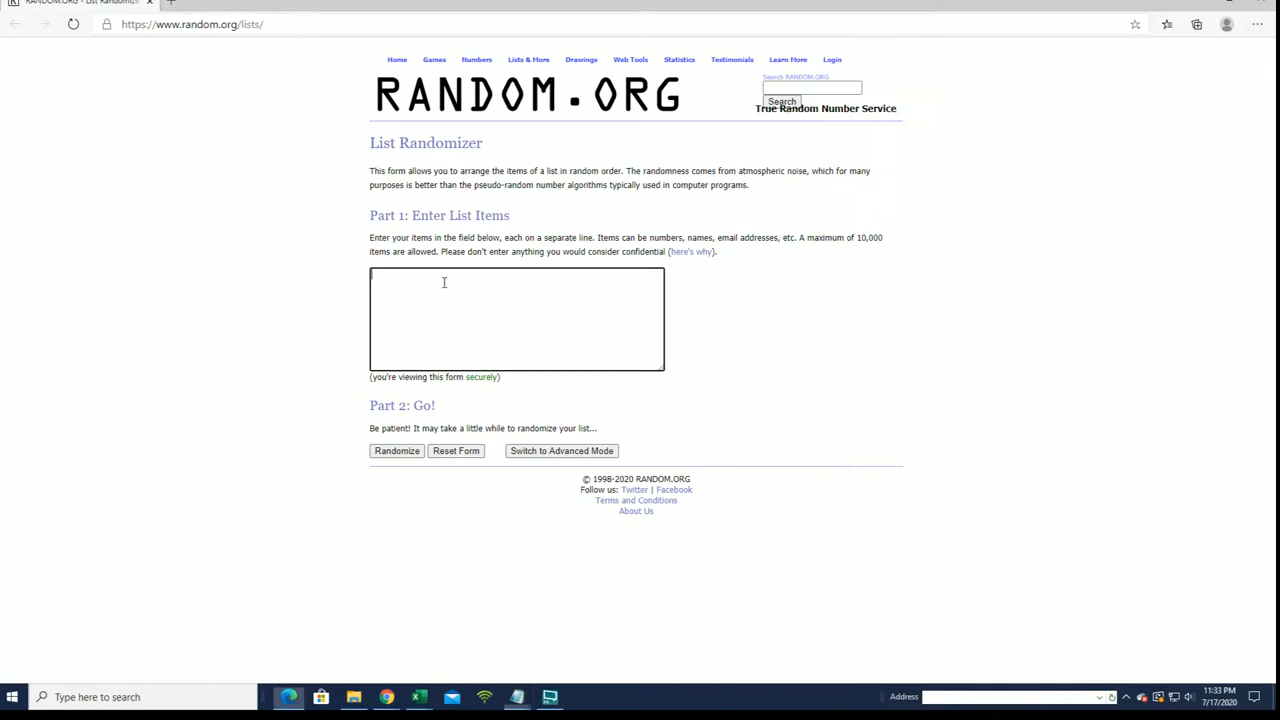 RANDOM.ORG - List Randomiz
https://www.random.org/lists/
Home Games Numbers Lists & More Drawings Web Tools Statistics Testimonials Learn More Login
RANDOM.ORG
Search RANDOM.ORG
Search
True Random Number Service
List Randomizer
This form allows you to arrange the items of a list in random order. The randomness comes from atmospheric noise, which for many
purposes is better than the pseudo-random number algorithms typically used in computer programs.
Part 1: Enter List Items
Enter your items in the field below, each on a separate line. Items can be numbers, names, email addresses, etc. A maximum of 10,000
items are allowed. Please don't enter anything you would consider confidential (here's why).
(you're viewing this form securely)
Part 2: Go!
Be patient! It may take a little while to randomize your list...
Randomize Reset Form Switch to Advanced Mode
© 1998-2020 RANDOM.ORG
Follow us: Twitter | Facebook
Terms and Conditions
About Us
Type here to search
Address
11:33 PM
7/17/2020